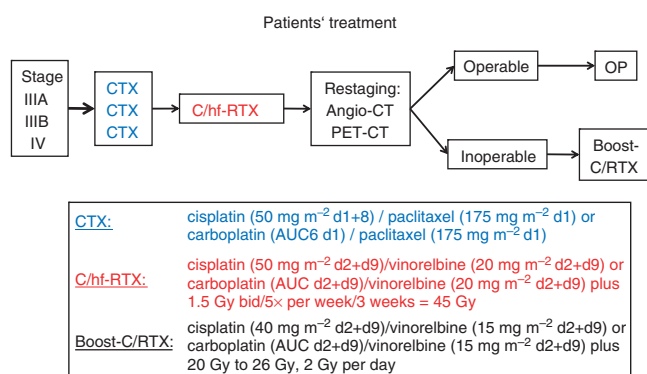 Patients‘ treatment
Stage
IIIA
IIIB
IV
CTX
CTX
CTX
C/hf-RTX
Restaging:
Angio-CT
PET-CT
Operable
OP
Inoperable
Boost-
C/RTX
CTX: cisplatin (50 mg m⁻² d1+8) / paclitaxel (175 mg m⁻² d1) or
carboplatin (AUC6 d1) / paclitaxel (175 mg m⁻² d1)
C/hf-RTX: cisplatin (50 mg m⁻² d2+d9)/vinorelbine (20 mg m⁻² d2+d9) or
carboplatin (AUC d2+d9)/vinorelbine (20 mg m⁻² d2+d9) plus
1.5 Gy bid/5× per week/3 weeks = 45 Gy
Boost-C/RTX: cisplatin (40 mg m⁻² d2+d9)/vinorelbine (15 mg m⁻² d2+d9) or
carboplatin (AUC d2+d9)/vinorelbine (15 mg m⁻² d2+d9) plus
20 Gy to 26 Gy, 2 Gy per day